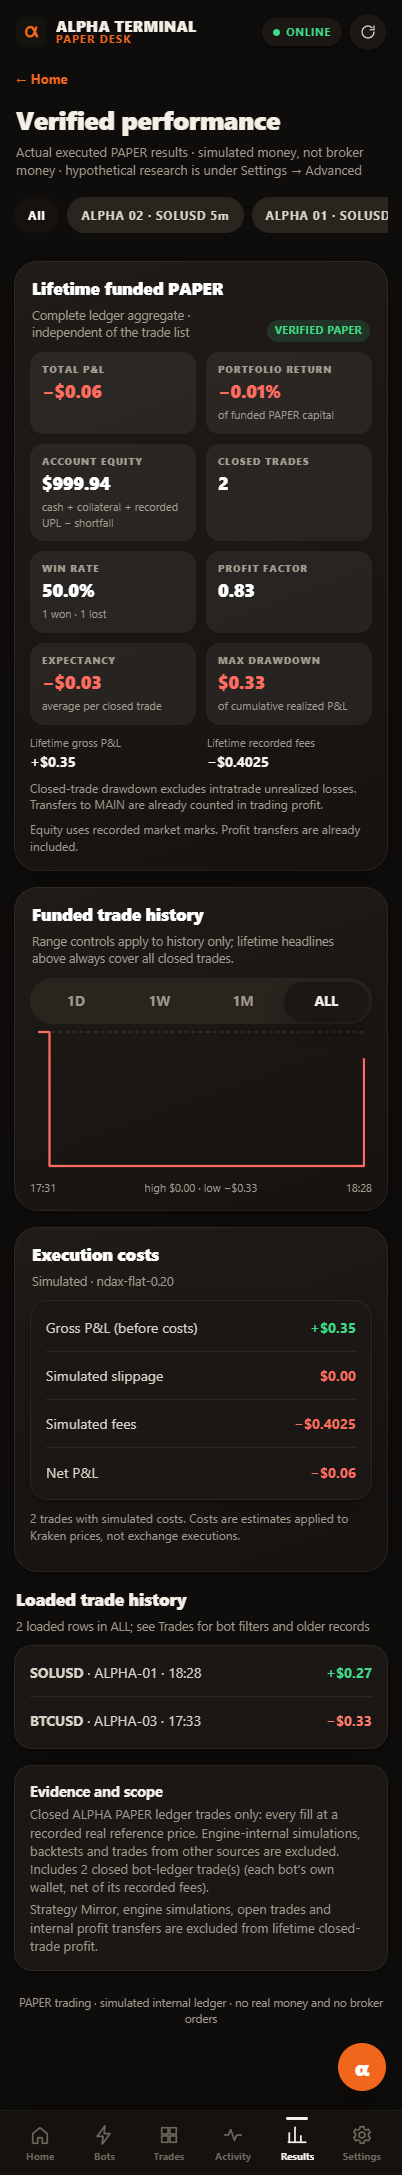 α
ALPHA TERMINAL
PAPER DESK
ONLINE
← Home
Verified performance
Actual executed PAPER results · simulated money, not broker
money · hypothetical research is under Settings → Advanced
All
ALPHA 02 · SOLUSD 5m
ALPHA 01 · SOLUSD
Lifetime funded PAPER
Complete ledger aggregate ·
independent of the trade list
VERIFIED PAPER
TOTAL P&L
−$0.06
PORTFOLIO RETURN
−0.01%
of funded PAPER capital
ACCOUNT EQUITY
$999.94
cash + collateral + recorded
UPL − shortfall
CLOSED TRADES
2
WIN RATE
50.0%
1 won · 1 lost
PROFIT FACTOR
0.83
EXPECTANCY
−$0.03
average per closed trade
MAX DRAWDOWN
$0.33
of cumulative realized P&L
Lifetime gross P&L
+$0.35
Lifetime recorded fees
−$0.4025
Closed-trade drawdown excludes intratrade unrealized losses.
Transfers to MAIN are already counted in trading profit.
Equity uses recorded market marks. Profit transfers are already
included.
Funded trade history
Range controls apply to history only; lifetime headlines
above always cover all closed trades.
1D 1W 1M ALL
17:31 high $0.00 · low −$0.33 18:28
Execution costs
Simulated · ndax-flat-0.20
Gross P&L (before costs) +$0.35
Simulated slippage $0.00
Simulated fees −$0.4025
Net P&L −$0.06
2 trades with simulated costs. Costs are estimates applied to
Kraken prices, not exchange executions.
Loaded trade history
2 loaded rows in ALL; see Trades for bot filters and older records
SOLUSD · ALPHA-01 · 18:28 +$0.27
BTCUSD · ALPHA-03 · 17:33 −$0.33
Evidence and scope
Closed ALPHA PAPER ledger trades only: every fill at a
recorded real reference price. Engine-internal simulations,
backtests and trades from other sources are excluded.
Includes 2 closed bot-ledger trade(s) (each bot's own
wallet, net of its recorded fees).
Strategy Mirror, engine simulations, open trades and
internal profit transfers are excluded from lifetime closed-
trade profit.
PAPER trading · simulated internal ledger · no real money and no broker
orders
α
Home Bots Trades Activity Results Settings